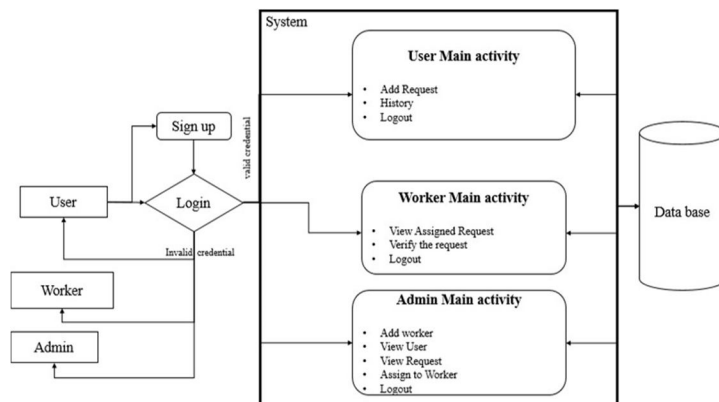 System
User Main activity
• Add Request
• History
• Logout
Sign up
valid credential
User
Login
Data base
Worker Main activity
• View Assigned Request
• Verify the request
• Logout
Invalid credential
Worker
Admin
Admin Main activity
• Add worker
• View User
• View Request
• Assign to Worker
• Logout